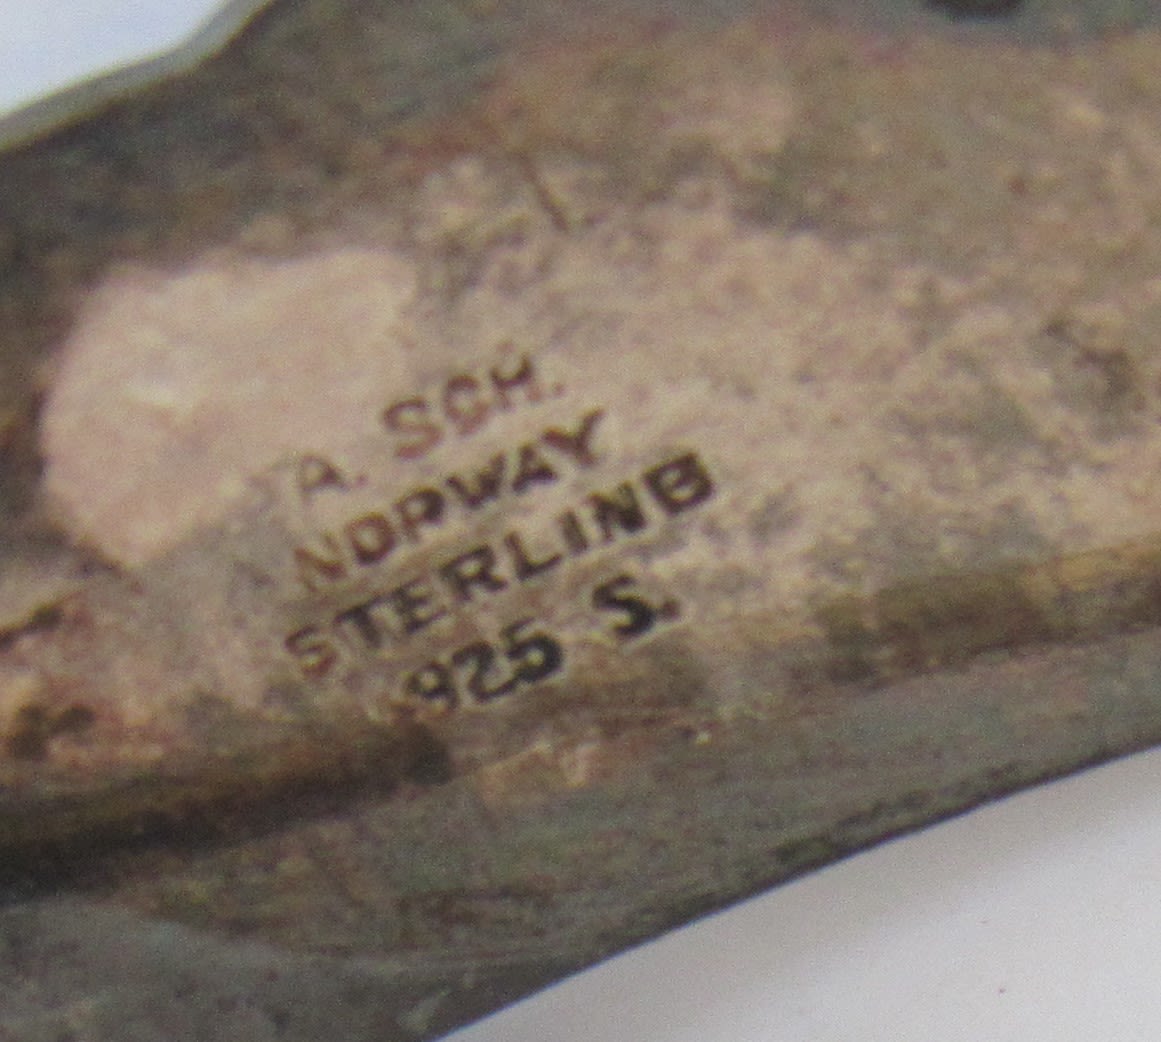 A. SCH.
NORWAY
STERLING
925 S.